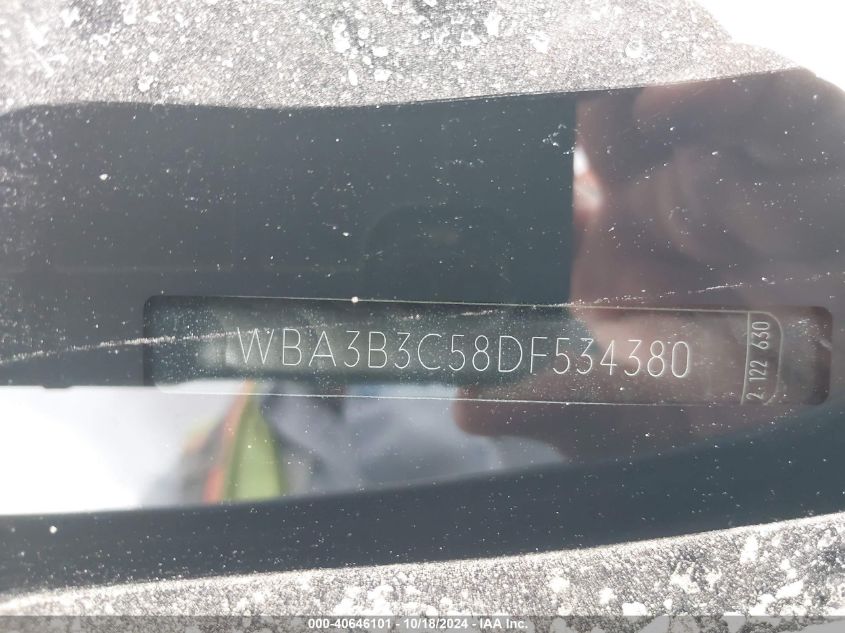 WBA3B3C58DF534380
2 122 630
000-40646101 - 10/18/2024 - IAA Inc.